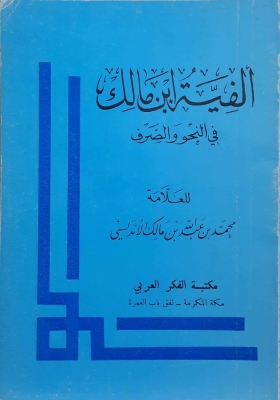 ألفية ابن مالك
في النحو والصرف
للعلامة
محمد بن عبد الله بن مالك الأندلسي
مكتبة الفكر العربي
مكة المكرمة - نفق باب العمرة